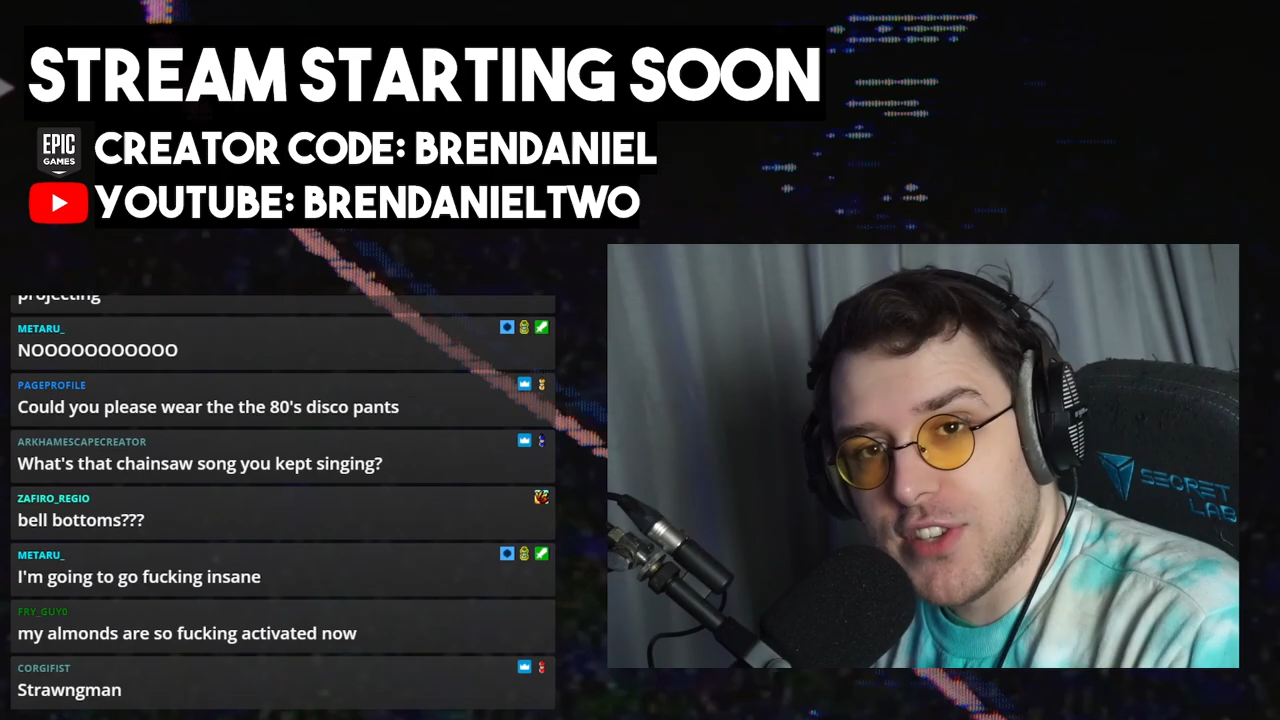 STREAM STARTING SOON
EPIC GAMES
CREATOR CODE: BRENDANIEL
YOUTUBE: BRENDANIELTWO
projecting
METARU_
NOOOOOOOOOOO
PAGEPROFILE
Could you please wear the the 80's disco pants
ARKHAMESCAPECREATOR
What's that chainsaw song you kept singing?
ZAFIRO_REGIO
bell bottoms???
METARU_
I'm going to go fucking insane
FRY_GUY0
my almonds are so fucking activated now
CORGIFIST
Strawngman
SECRET
LAB